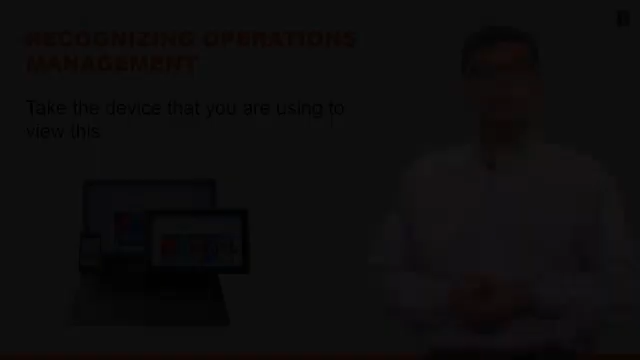 RECOGNIZING OPERATIONS
MANAGEMENT
Take the device that you are using to
view this